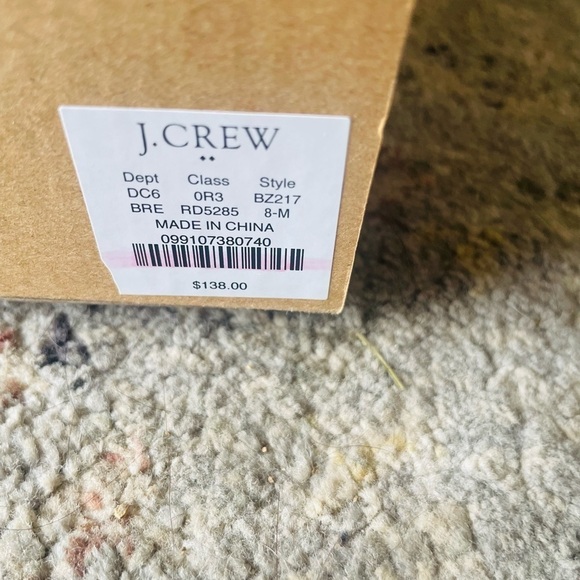 J.CREW
Dept Class Style
DC6 0R3 BZ217
BRE RD5285 8-M
MADE IN CHINA
099107380740
$138.00